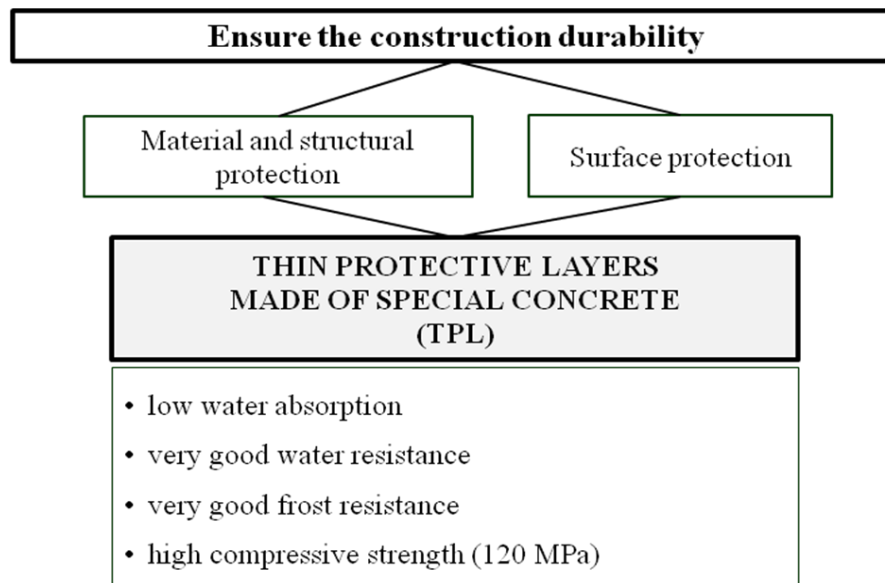 Ensure the construction durability
Material and structural
protection
Surface protection
THIN PROTECTIVE LAYERS
MADE OF SPECIAL CONCRETE
(TPL)
• low water absorption
• very good water resistance
• very good frost resistance
• high compressive strength (120 MPa)